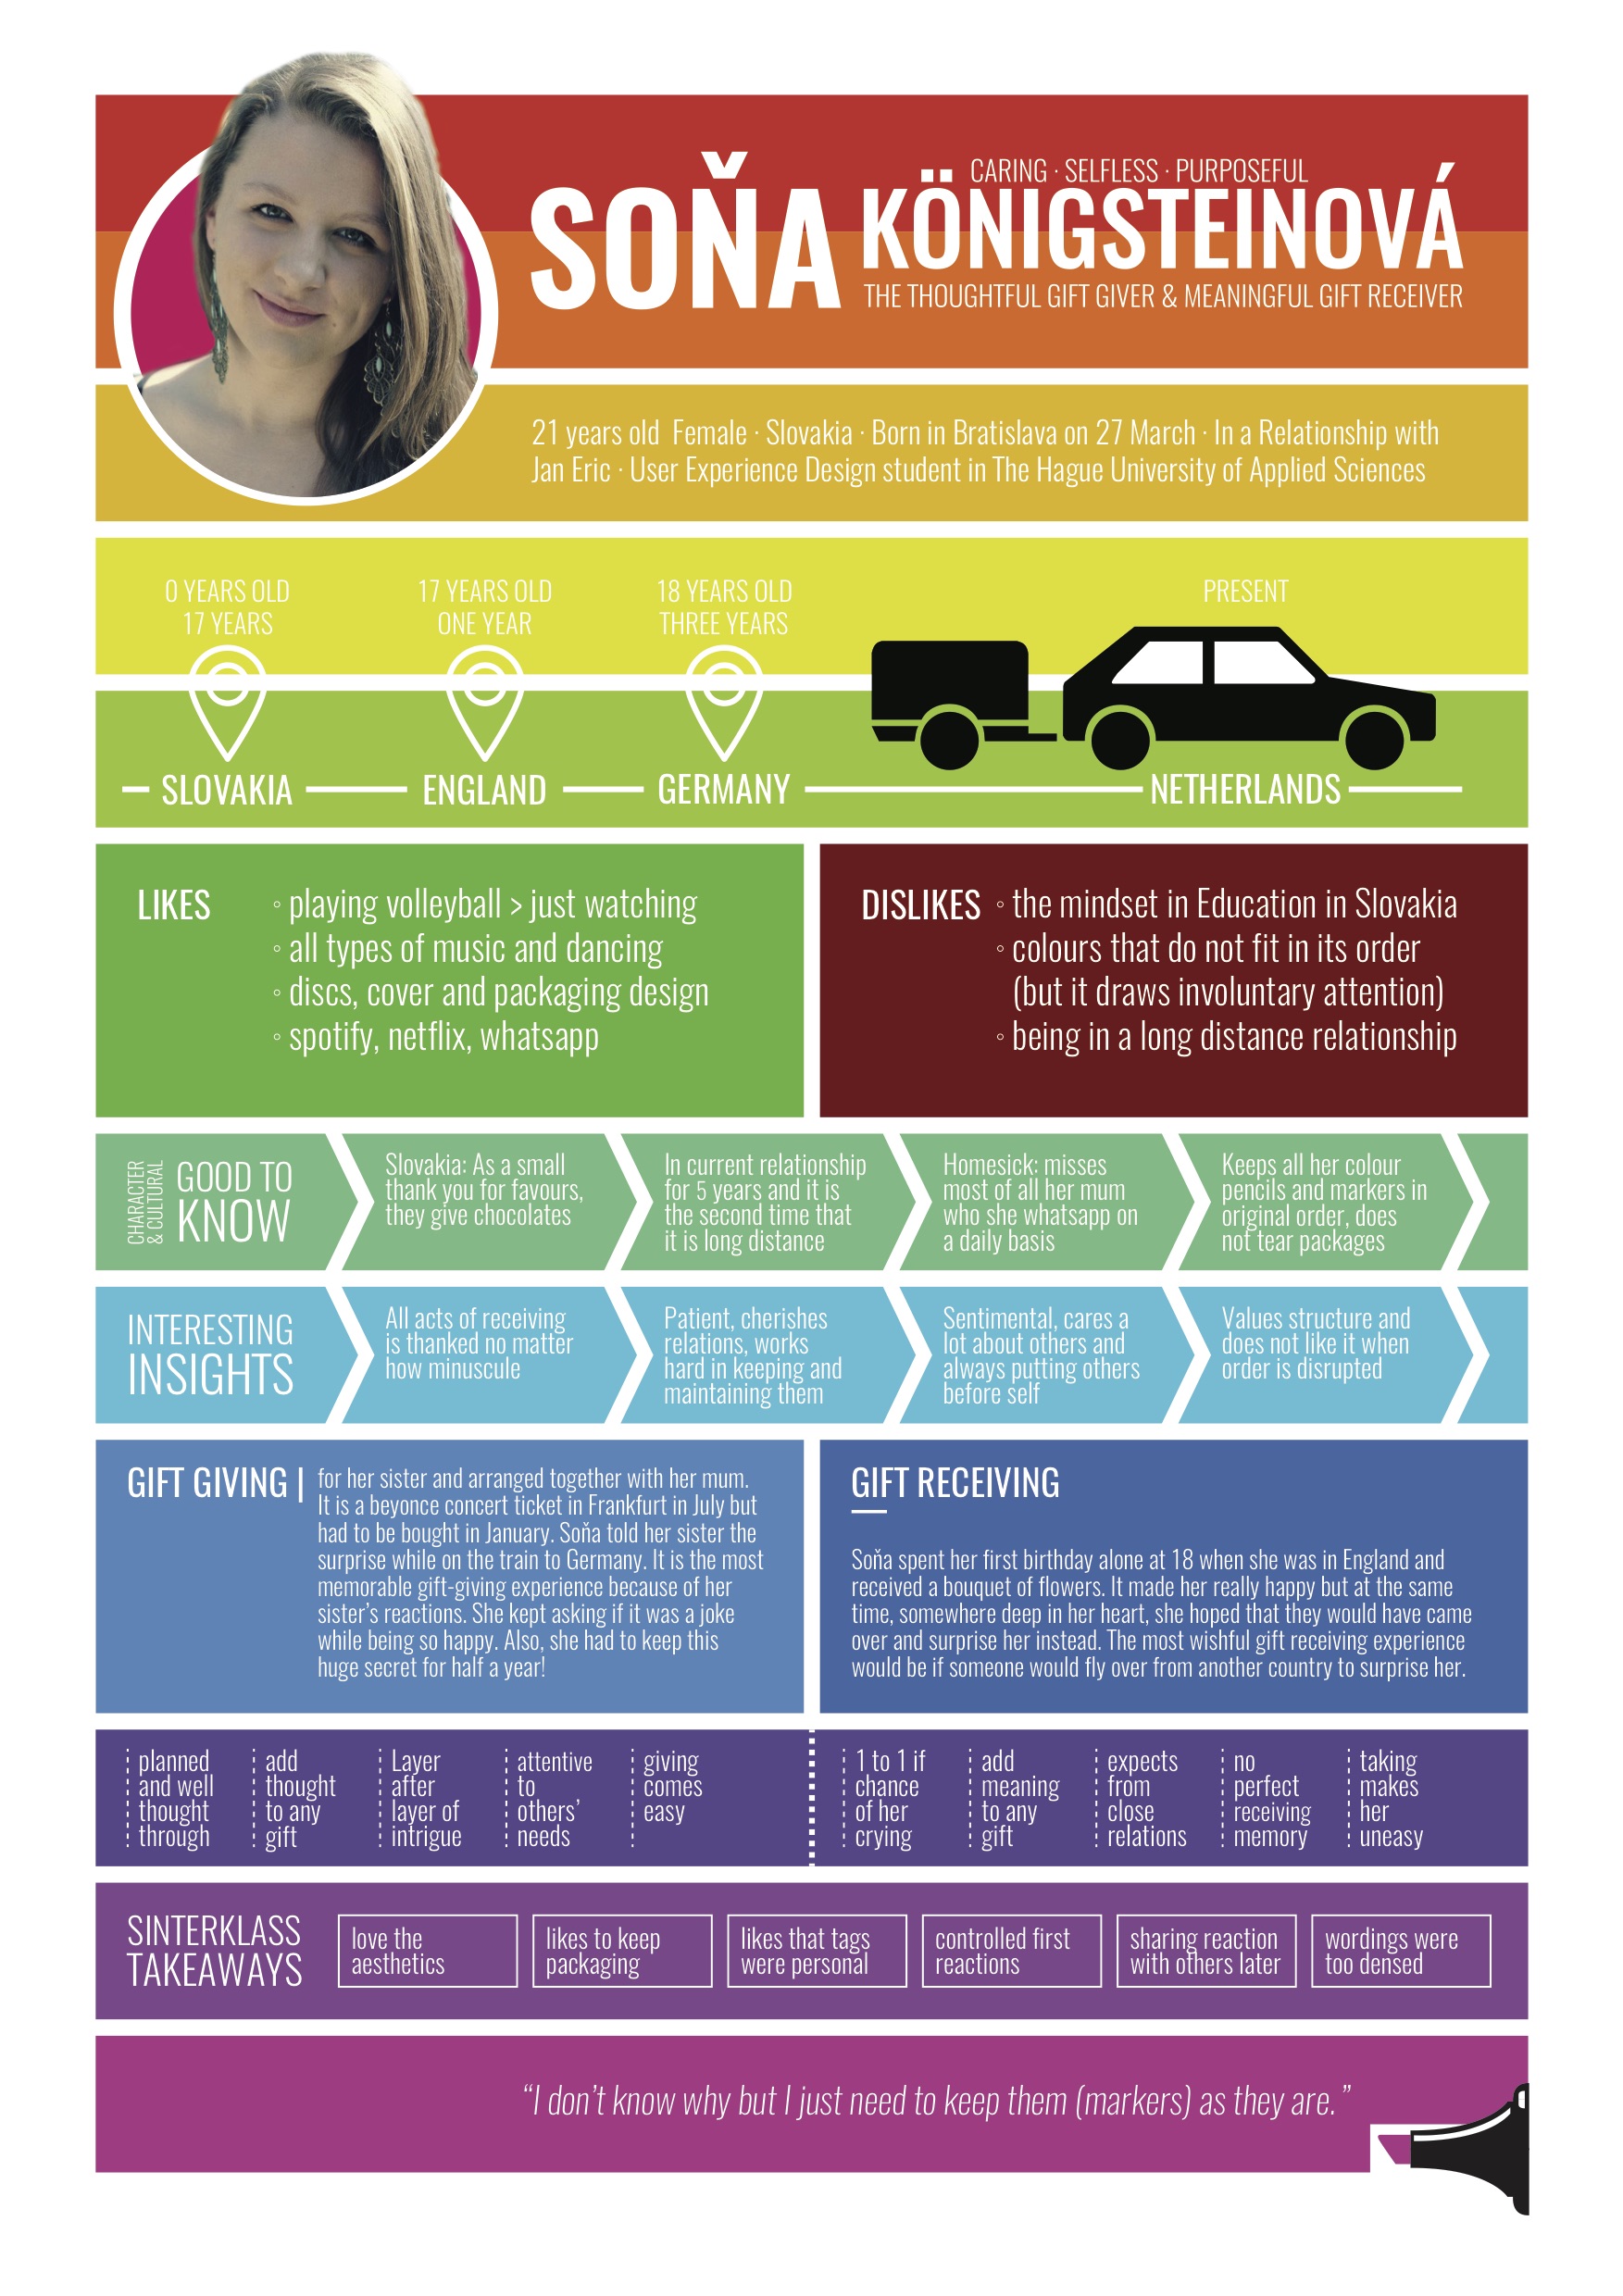 CARING · SELFLESS · PURPOSEFUL
SOŇA KÖNIGSTEINOVÁ
THE THOUGHTFUL GIFT GIVER & MEANINGFUL GIFT RECEIVER
21 years old  Female · Slovakia · Born in Bratislava on 27 March · In a Relationship with
Jan Eric · User Experience Design student in The Hague University of Applied Sciences
0 YEARS OLD
17 YEARS
SLOVAKIA
17 YEARS OLD
ONE YEAR
ENGLAND
18 YEARS OLD
THREE YEARS
GERMANY
PRESENT
NETHERLANDS
LIKES
◦ playing volleyball > just watching
◦ all types of music and dancing
◦ discs, cover and packaging design
◦ spotify, netflix, whatsapp
DISLIKES
◦ the mindset in Education in Slovakia
◦ colours that do not fit in its order
(but it draws involuntary attention)
◦ being in a long distance relationship
CHARACTER
& CULTURAL
GOOD TO
KNOW
Slovakia: As a small
thank you for favours,
they give chocolates
In current relationship
for 5 years and it is
the second time that
it is long distance
Homesick: misses
most of all her mum
who she whatsapp on
a daily basis
Keeps all her colour
pencils and markers in
original order, does
not tear packages
INTERESTING
INSIGHTS
All acts of receiving
is thanked no matter
how minuscule
Patient, cherishes
relations, works
hard in keeping and
maintaining them
Sentimental, cares a
lot about others and
always putting others
before self
Values structure and
does not like it when
order is disrupted
GIFT GIVING |
for her sister and arranged together with her mum.
It is a beyonce concert ticket in Frankfurt in July but
had to be bought in January. Soňa told her sister the
surprise while on the train to Germany. It is the most
memorable gift-giving experience because of her
sister's reactions. She kept asking if it was a joke
while being so happy. Also, she had to keep this
huge secret for half a year!
GIFT RECEIVING
Soňa spent her first birthday alone at 18 when she was in England and
received a bouquet of flowers. It made her really happy but at the same
time, somewhere deep in her heart, she hoped that they would have came
over and surprise her instead. The most wishful gift receiving experience
would be if someone would fly over from another country to surprise her.
planned
and well
thought
through
add
thought
to any
gift
Layer
after
layer of
intrigue
attentive
to
others'
needs
giving
comes
easy
1 to 1 if
chance
of her
crying
add
meaning
to any
gift
expects
from
close
relations
no
perfect
receiving
memory
taking
makes
her
uneasy
SINTERKLASS
TAKEAWAYS
love the
aesthetics
likes to keep
packaging
likes that tags
were personal
controlled first
reactions
sharing reaction
with others later
wordings were
too densed
“I don’t know why but I just need to keep them (markers) as they are.”